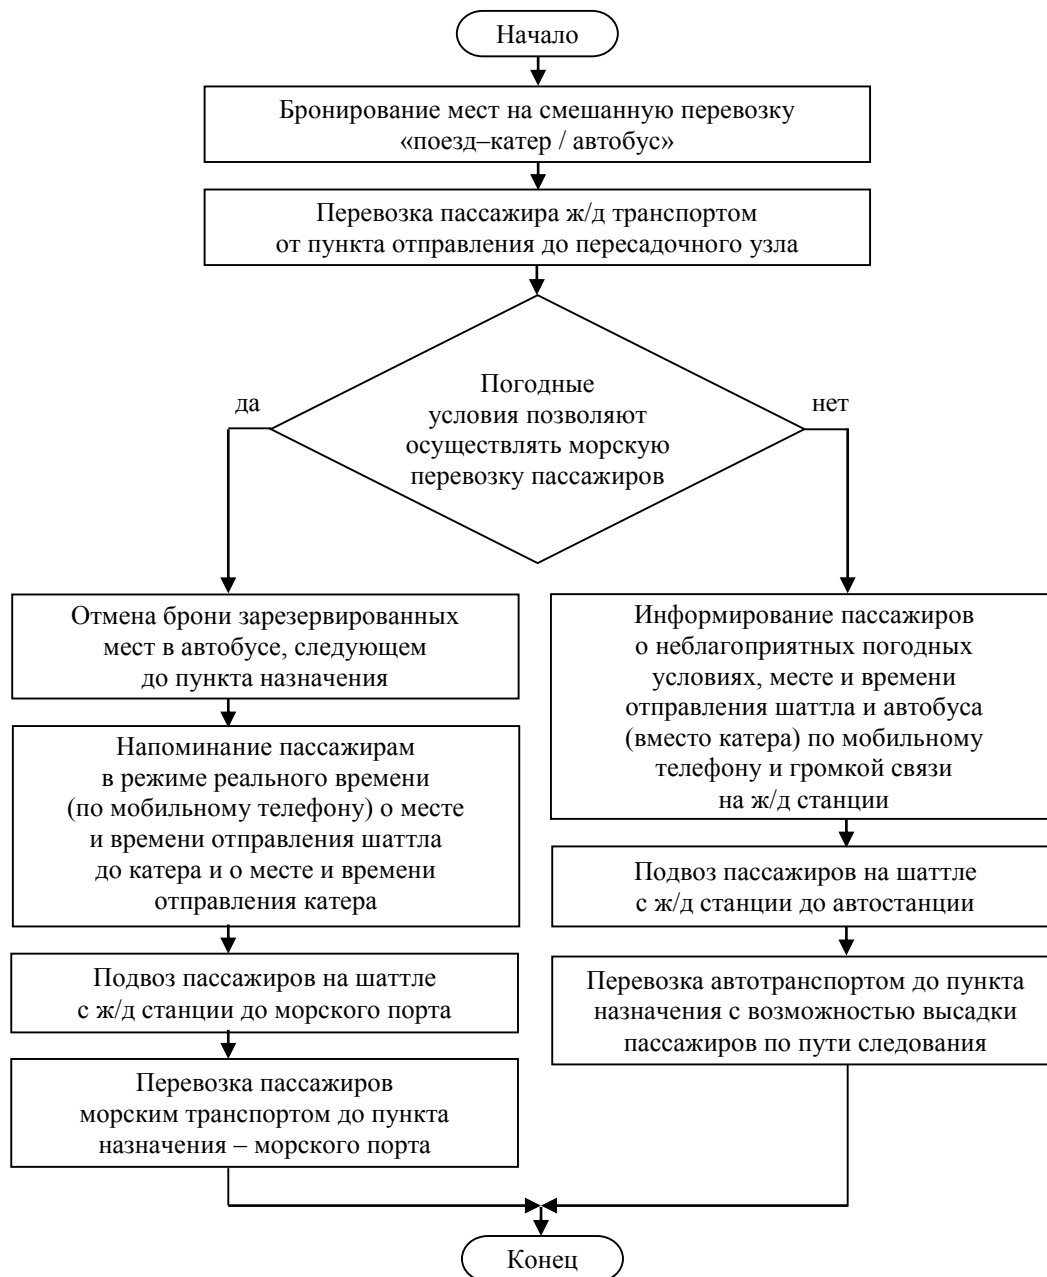 Начало
Бронирование мест на смешанную перевозку
«поезд–катер / автобус»
Перевозка пассажира ж/д транспортом
от пункта отправления до пересадочного узла
Погодные
условия позволяют
осуществлять морскую
перевозку пассажиров
да
нет
Отмена брони зарезервированных
мест в автобусе, следующем
до пункта назначения
Напоминание пассажирам
в режиме реального времени
(по мобильному телефону) о месте
и времени отправления шаттла
до катера и о месте и времени
отправления катера
Подвоз пассажиров на шаттле
с ж/д станции до морского порта
Перевозка пассажиров
морским транспортом до пункта
назначения – морского порта
Информирование пассажиров
о неблагоприятных погодных
условиях, месте и времени
отправления шаттла и автобуса
(вместо катера) по мобильному
телефону и громкой связи
на ж/д станции
Подвоз пассажиров на шаттле
с ж/д станции до автостанции
Перевозка автотранспортом до пункта
назначения с возможностью высадки
пассажиров по пути следования
Конец